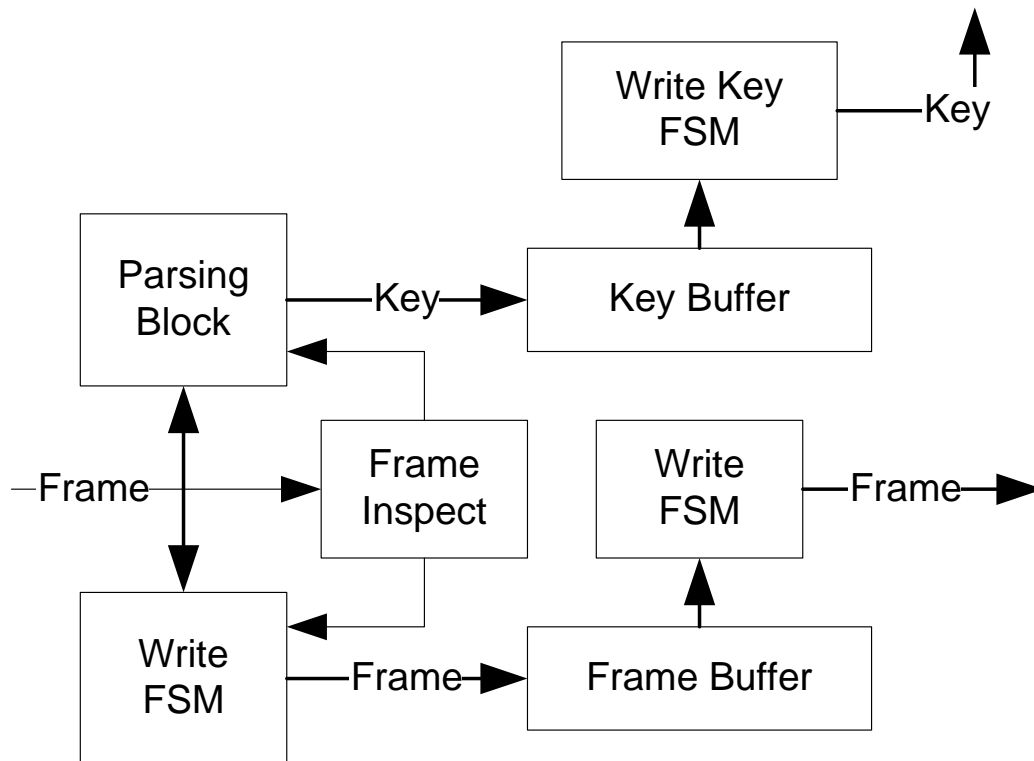 Write Key
FSM
Key
Parsing
Block
Key
Key Buffer
Frame
Frame
Inspect
Write
FSM
Frame
Write
FSM
Frame
Frame Buffer